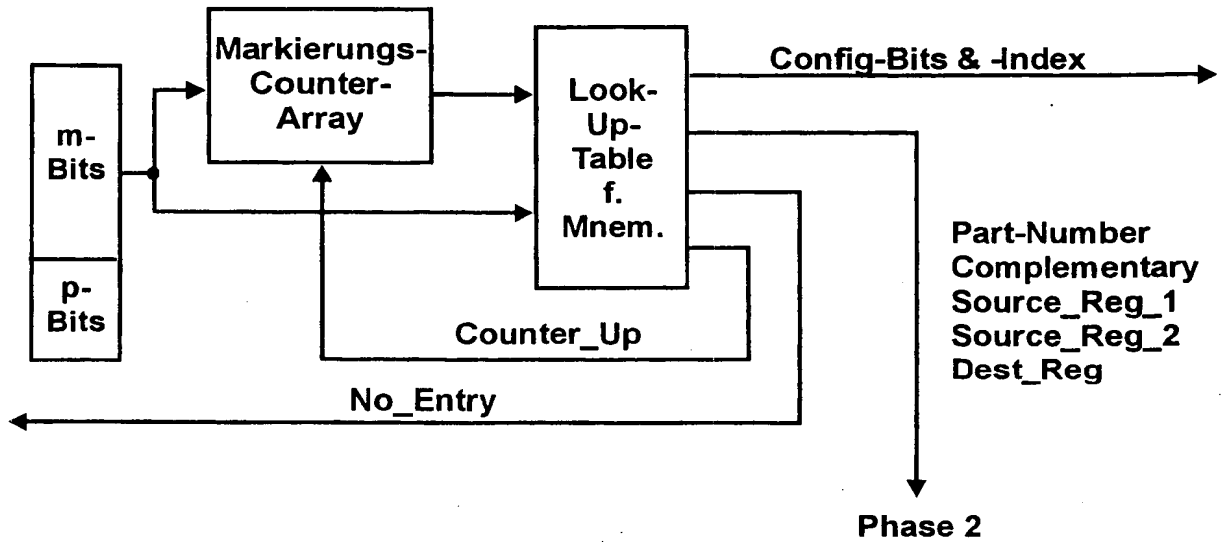 m-
Bits
p-
Bits
Markierungs-
Counter-
Array
Look-
Up-
Table
f.
Mnem.
Config-Bits & -Index
Part-Number
Complementary
Source_Reg_1
Source_Reg_2
Dest_Reg
Counter_Up
No_Entry
Phase 2